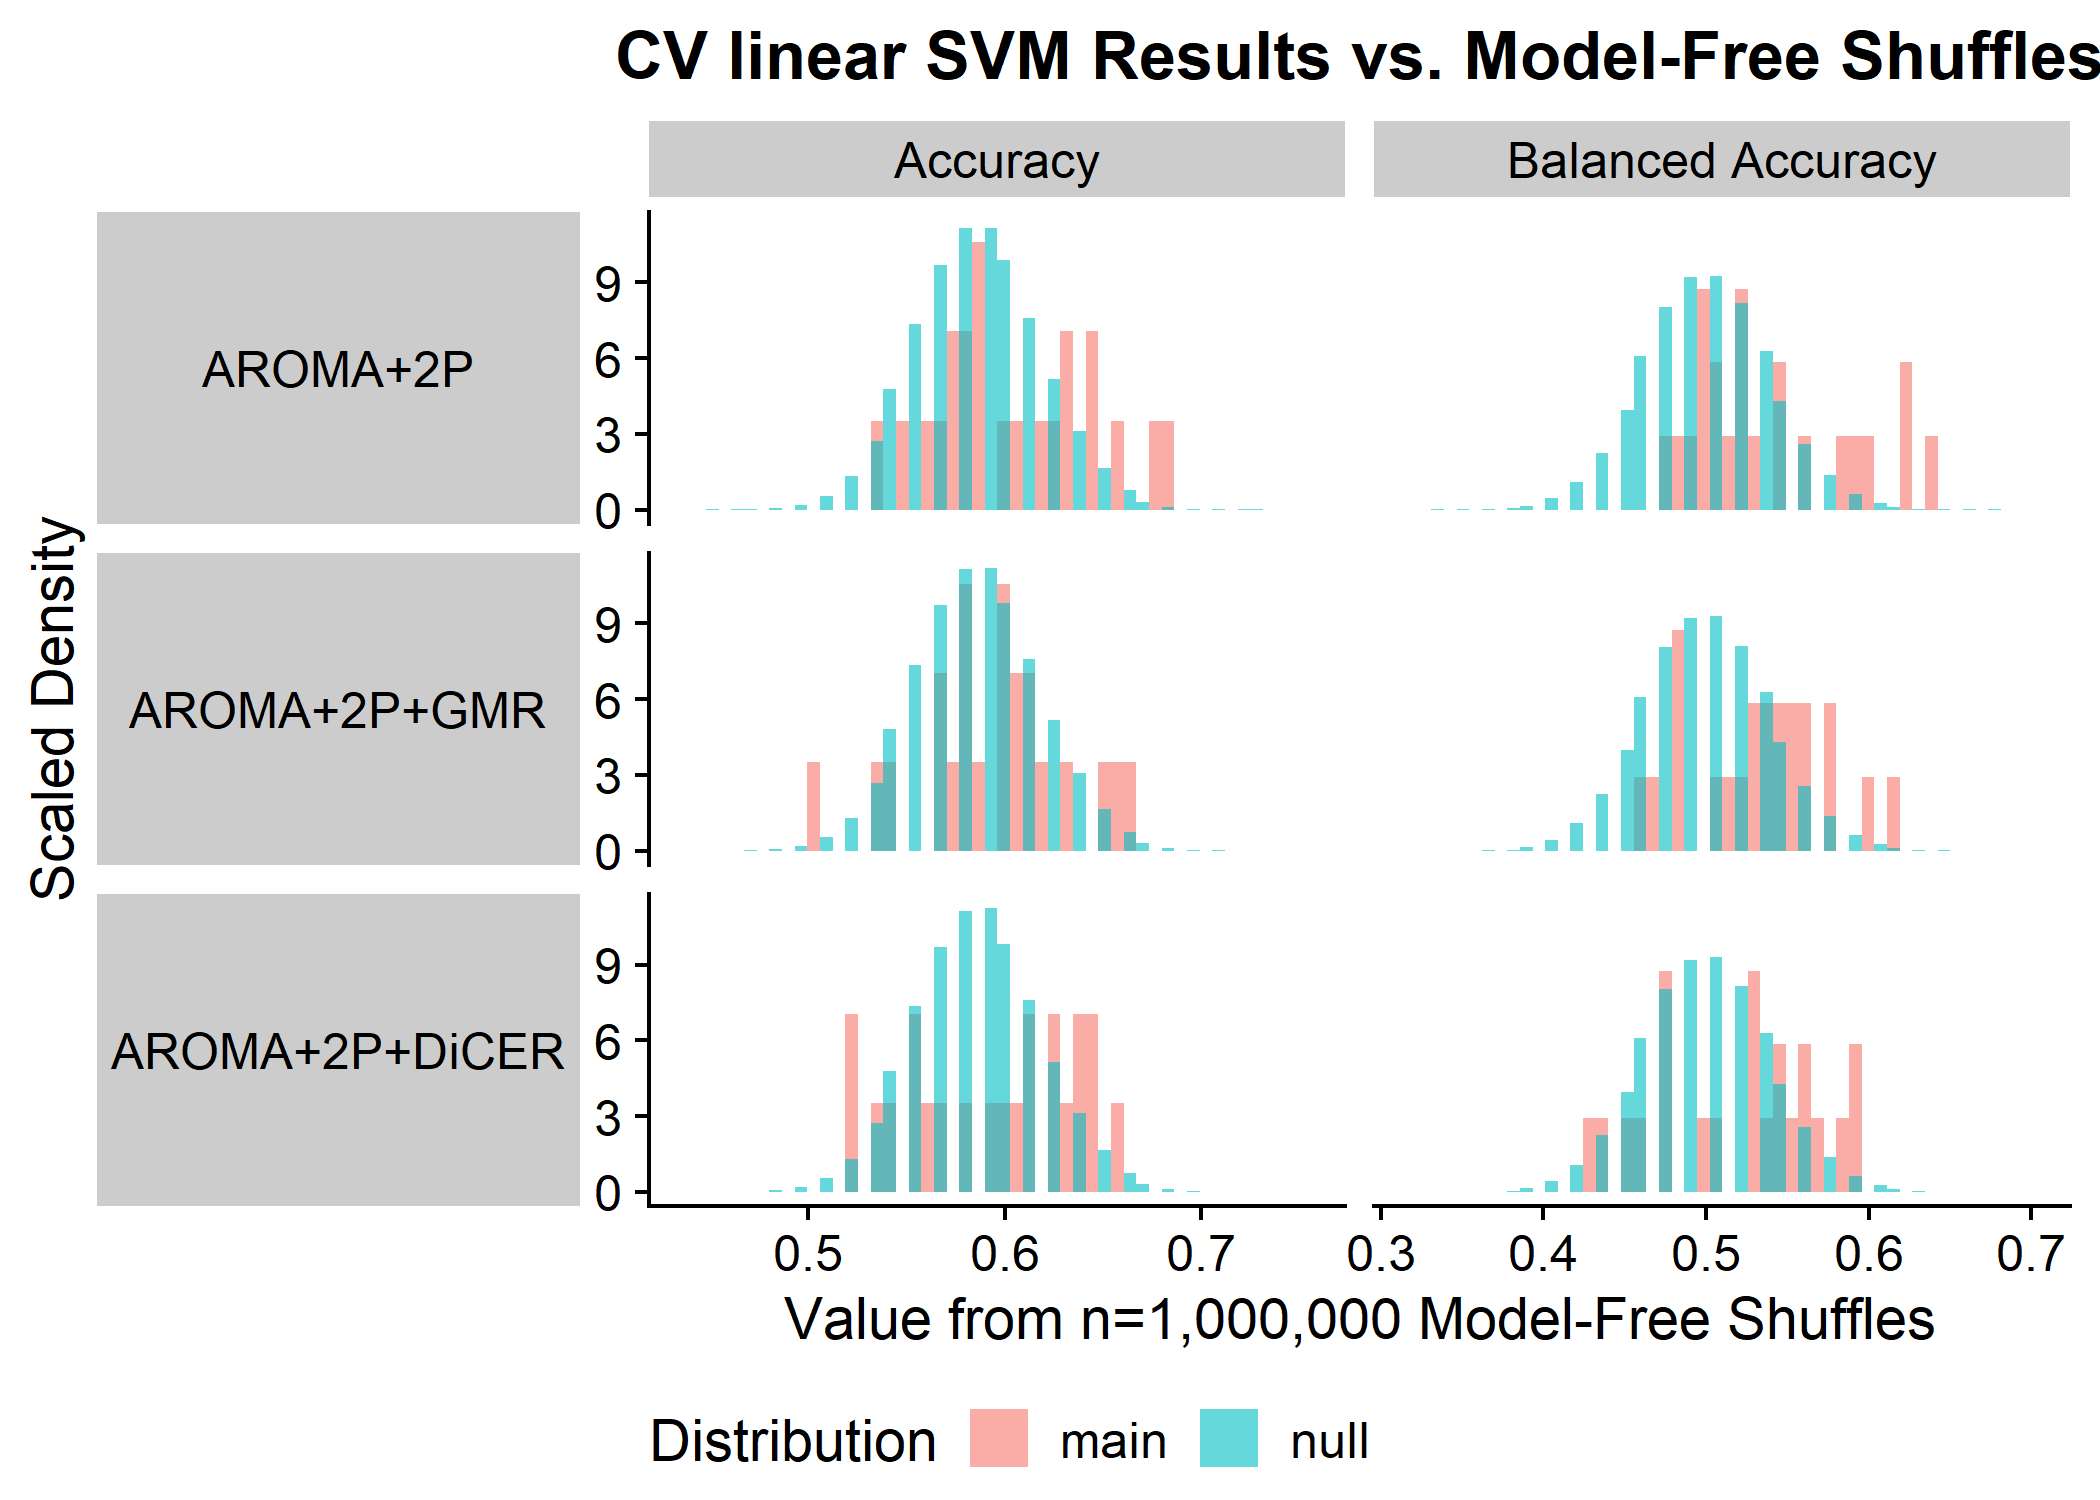 CV linear SVM Results vs. Model-Free Shuffles
Accuracy
Balanced Accuracy
Scaled Density
AROMA+2P
9
6
3
0
AROMA+2P+GMR
9
6
3
0
AROMA+2P+DiCER
9
6
3
0
0.5 0.6 0.7
0.3 0.4 0.5 0.6 0.7
Value from n=1,000,000 Model-Free Shuffles
Distribution main null